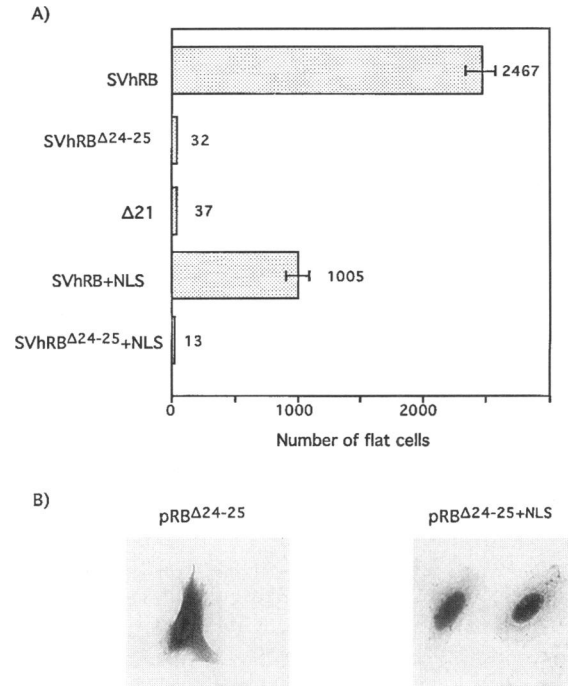 A)
SVhRB 2467
SVhRBΔ24-25 32
Δ21 37
SVhRB+NLS 1005
SVhRBΔ24-25+NLS 13
0 1000 2000
Number of flat cells
B)
pRBΔ24-25 pRBΔ24-25+NLS